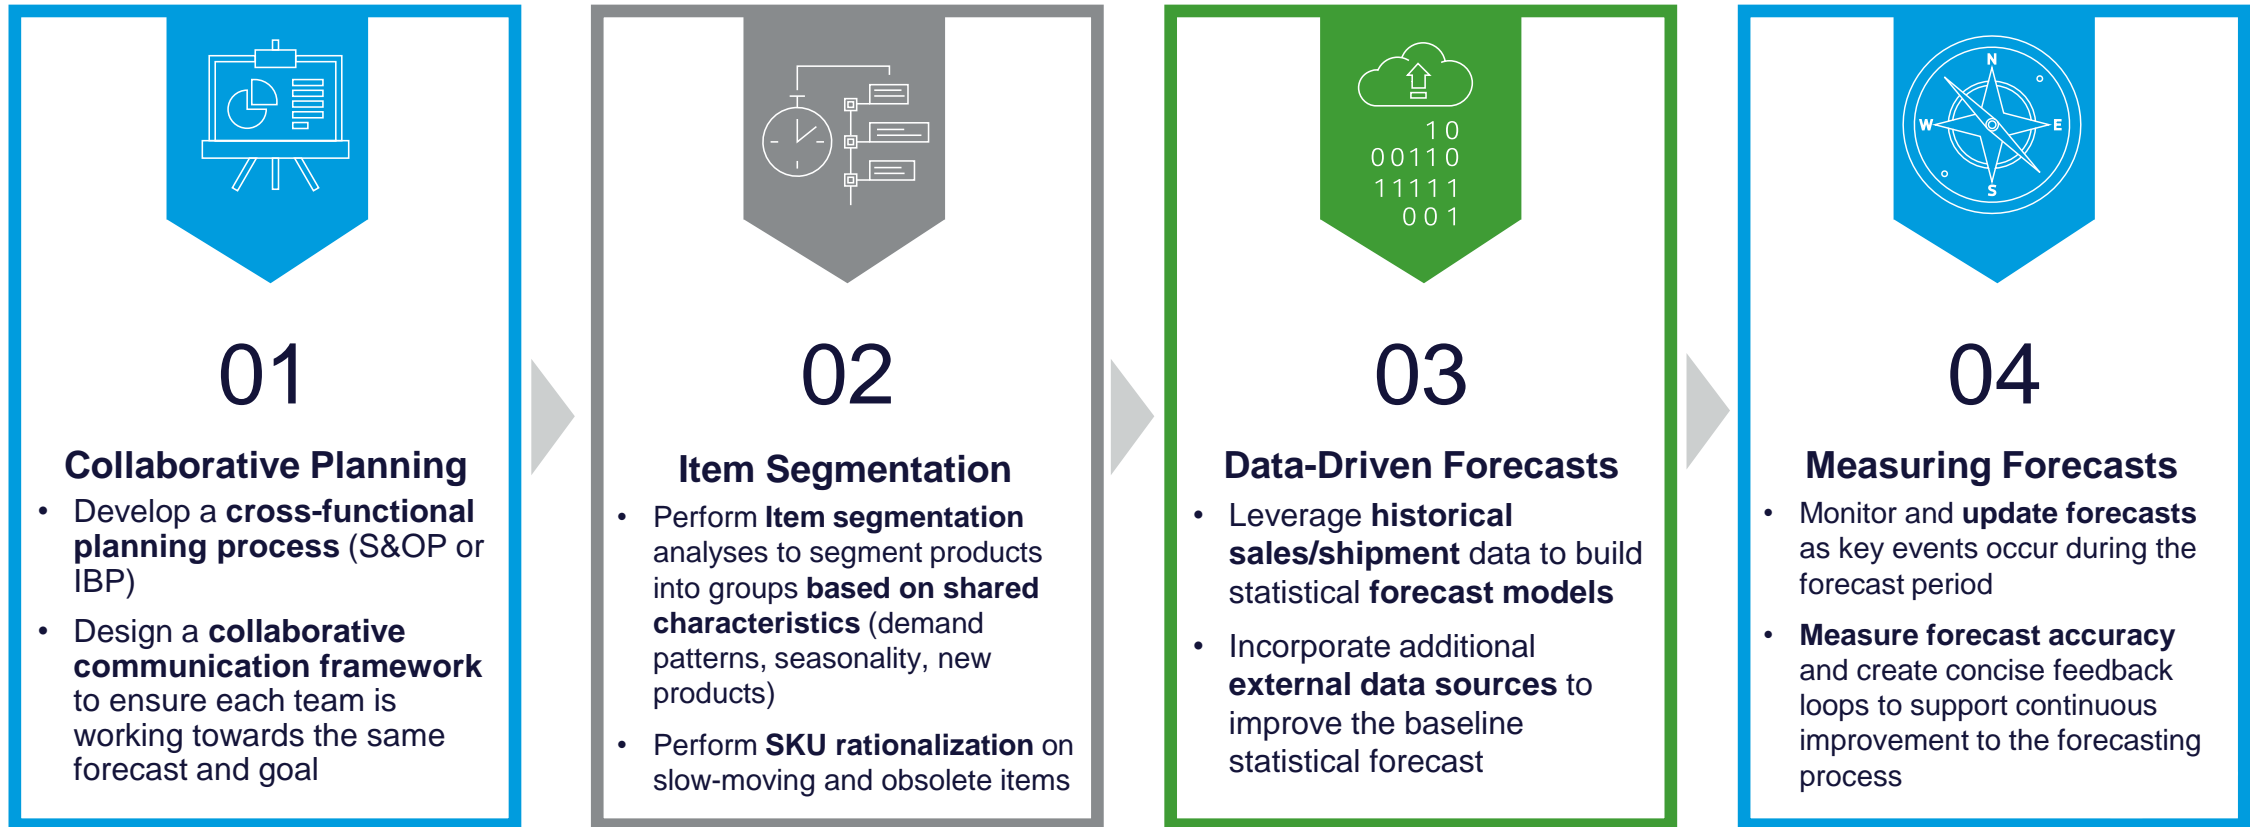 01
Collaborative Planning
• Develop a cross-functional
planning process (S&OP or
IBP)
• Design a collaborative
communication framework
to ensure each team is
working towards the same
forecast and goal
02
Item Segmentation
• Perform Item segmentation
analyses to segment products
into groups based on shared
characteristics (demand
patterns, seasonality, new
products)
• Perform SKU rationalization on
slow-moving and obsolete items
10
00110
11111
001
03
Data-Driven Forecasts
• Leverage historical
sales/shipment data to build
statistical forecast models
• Incorporate additional
external data sources to
improve the baseline
statistical forecast
N
W E
S
04
Measuring Forecasts
• Monitor and update forecasts
as key events occur during the
forecast period
• Measure forecast accuracy
and create concise feedback
loops to support continuous
improvement to the forecasting
process